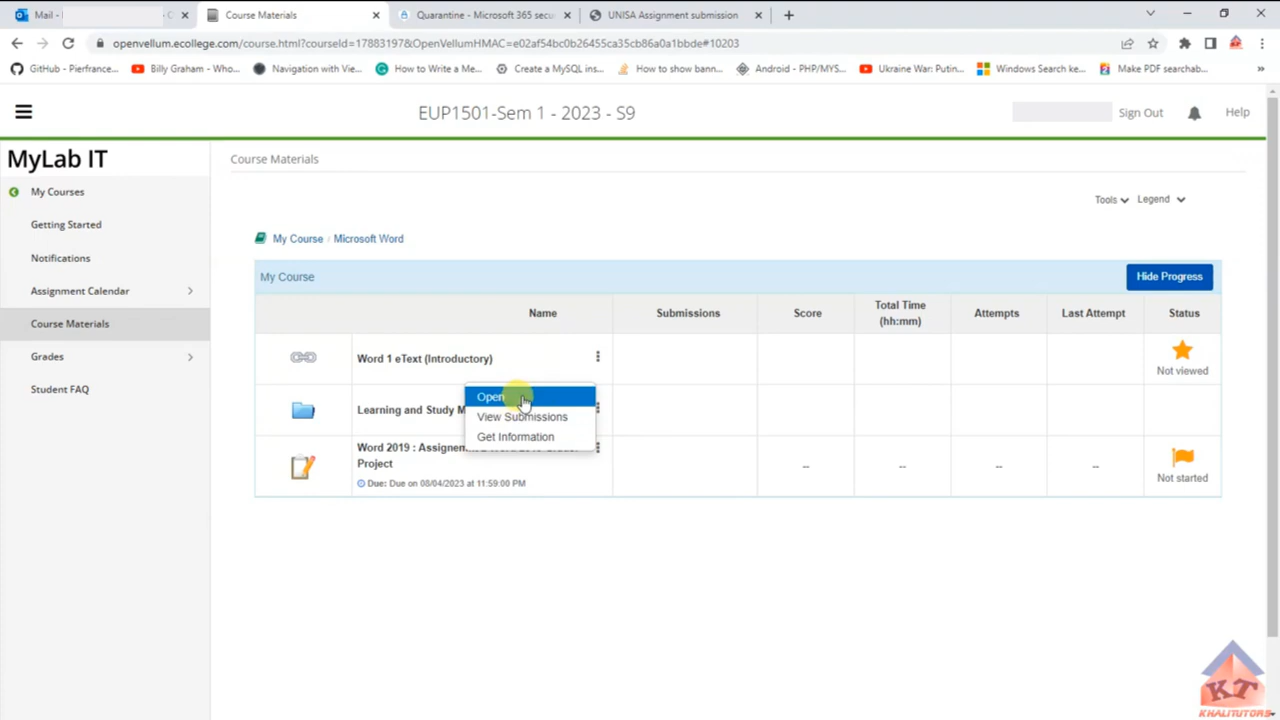 Mail -
Course Materials
Quarantine - Microsoft 365 secu
UNISA Assignment submission
openvellum.ecollege.com/course.html?courseId=17883197&OpenVellumHMAC=e02af54bc0b26455ca35cb86a0a1bbde#10203
GitHub - Pierfrance...
Billy Graham - Who...
Navigation with Vie...
How to Write a Me...
Create a MySQL ins...
How to show bann...
Android - PHP/MYS...
Ukraine War: Putin...
Windows Search ke...
Make PDF searchab...
EUP1501-Sem 1 - 2023 - S9
Sign Out
Help
MyLab IT
My Courses
Getting Started
Notifications
Assignment Calendar
Course Materials
Grades
Student FAQ
Course Materials
Tools
Legend
My Course / Microsoft Word
My Course
Hide Progress
Name
Submissions
Score
Total Time
(hh:mm)
Attempts
Last Attempt
Status
Word 1 eText (Introductory)
Not viewed
Learning and Study M
Open
View Submissions
Get Information
Word 2019 : Assignem
Project
Due: Due on 08/04/2023 at 11:59:00 PM
--
--
--
--
Not started
KT
KHALITUTORS